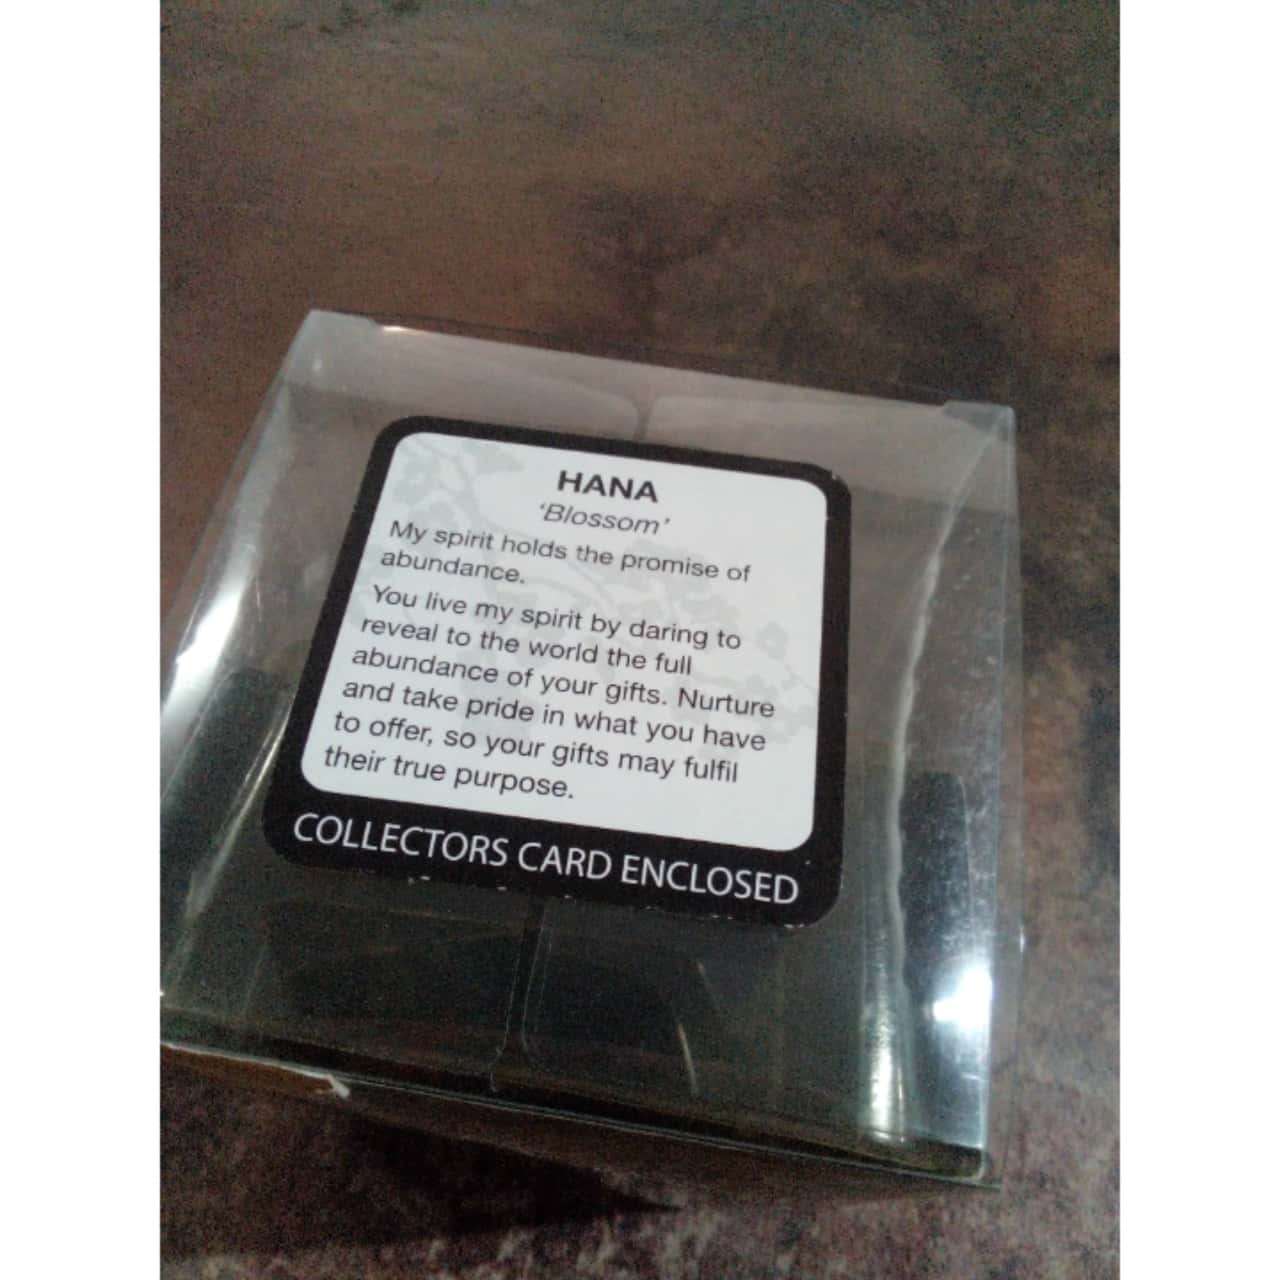 HANA
‘Blossom’
My spirit holds the promise of
abundance.
You live my spirit by daring to
reveal to the world the full
abundance of your gifts. Nurture
and take pride in what you have
to offer, so your gifts may fulfil
their true purpose.
COLLECTORS CARD ENCLOSED